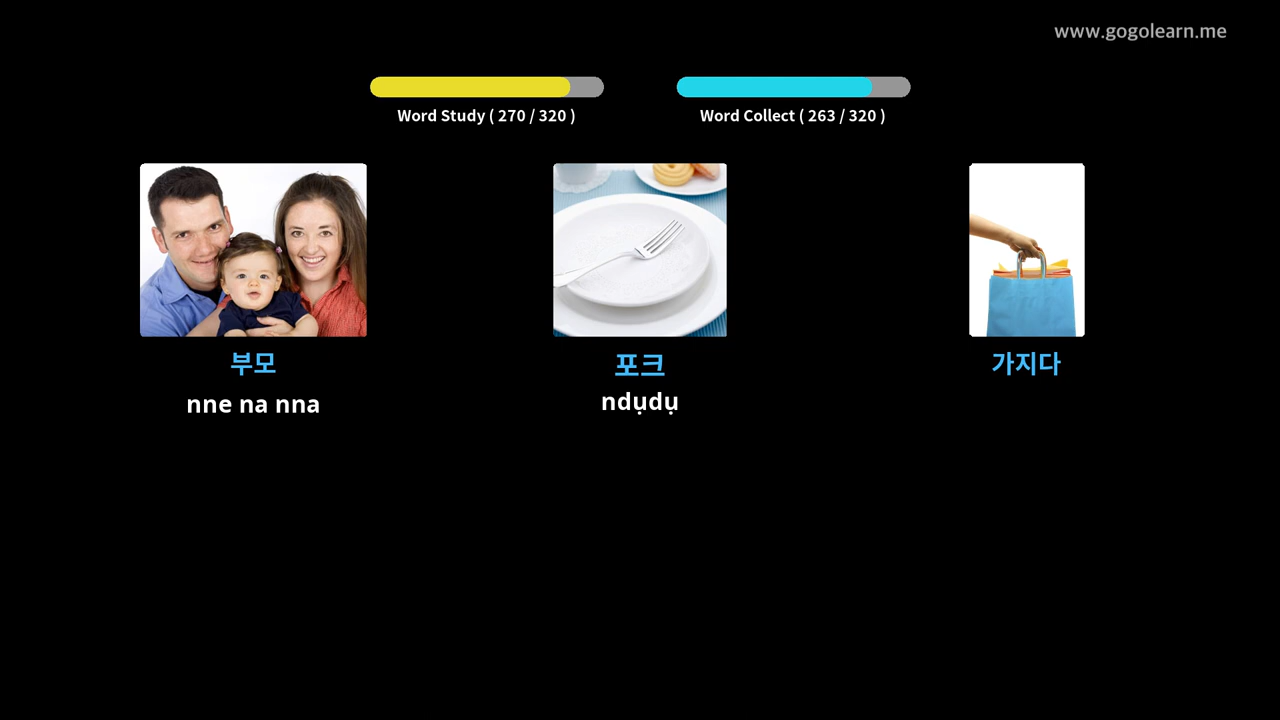 www.gogolearn.me
Word Study ( 270 / 320 )
Word Collect ( 263 / 320 )
부모
포크
가지다
nne na nna
ndụdụ